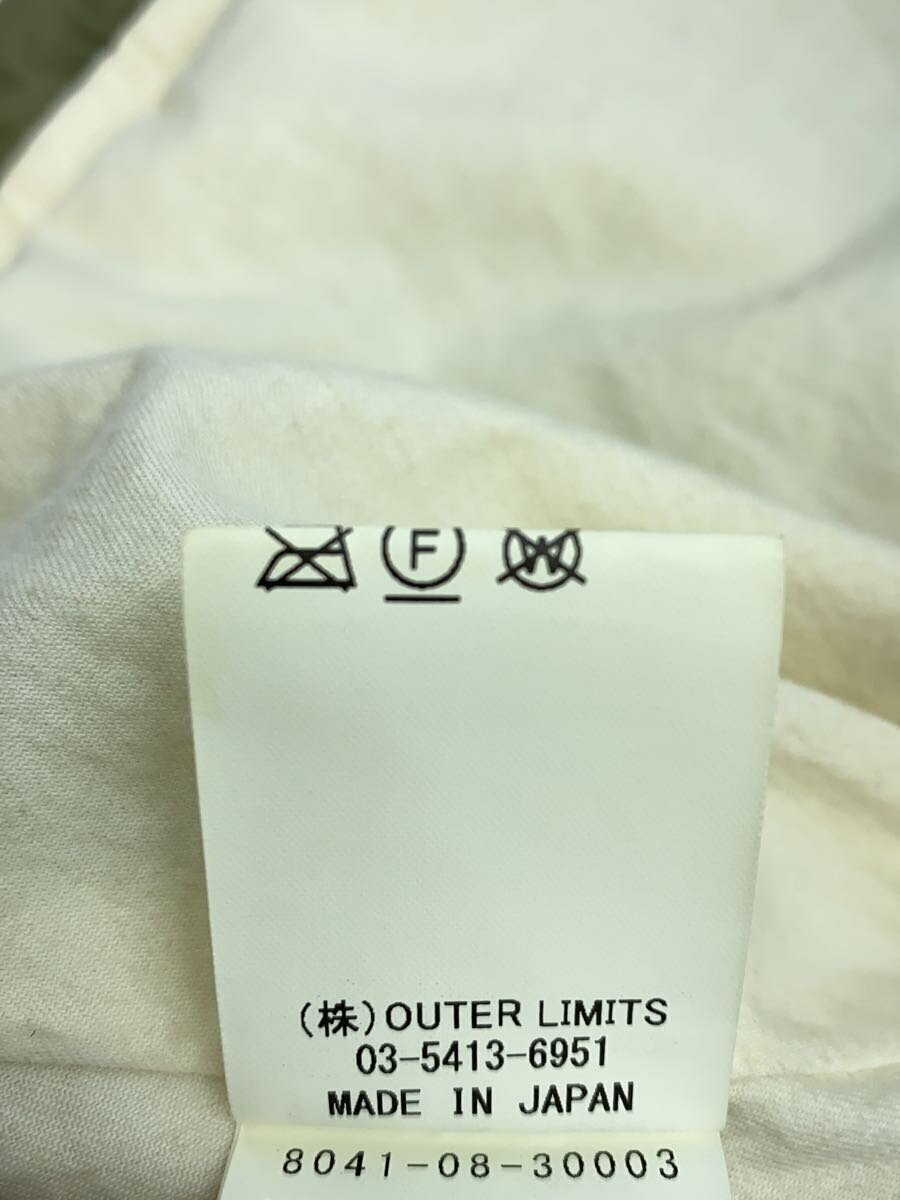 F W
(株)OUTER LIMITS
03-5413-6951
MADE IN JAPAN
8041-08-30003